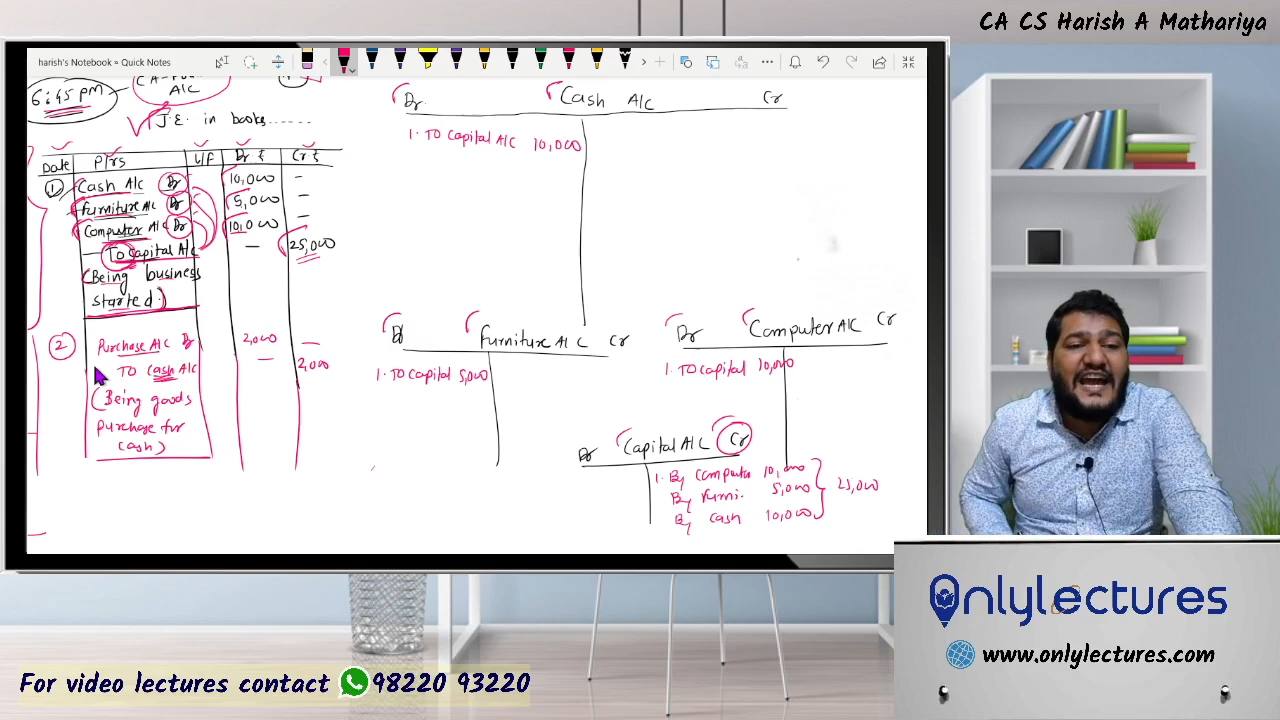 CA CS Harish A Mathariya
harish's Notebook » Quick Notes
6:45 pm
A/C
J.E. in books.......
Date Ptrs L/F Dr ₹ Cr ₹
1 Cash A/C Dr 10,000 -
Furniture A/C Dr 5,000 -
Computer A/C Dr 10,000 -
To Capital A/C - 25,000
(Being business
started.)
2 Purchase A/C Dr 2,000 -
To cash A/C - 2,000
(Being goods
purchase for
cash)
Dr Cash A/C Cr
1. To Capital A/C 10,000
Dr Furniture A/C Cr
1. To Capital 5,000
Dr Computer A/C Cr
1. To Capital 10,000
Dr Capital A/C Cr
1. By Computer 10,000
By Furni. 5,000 25,000
By cash 10,000
Onlylectures
www.onlylectures.com
For video lectures contact 98220 93220